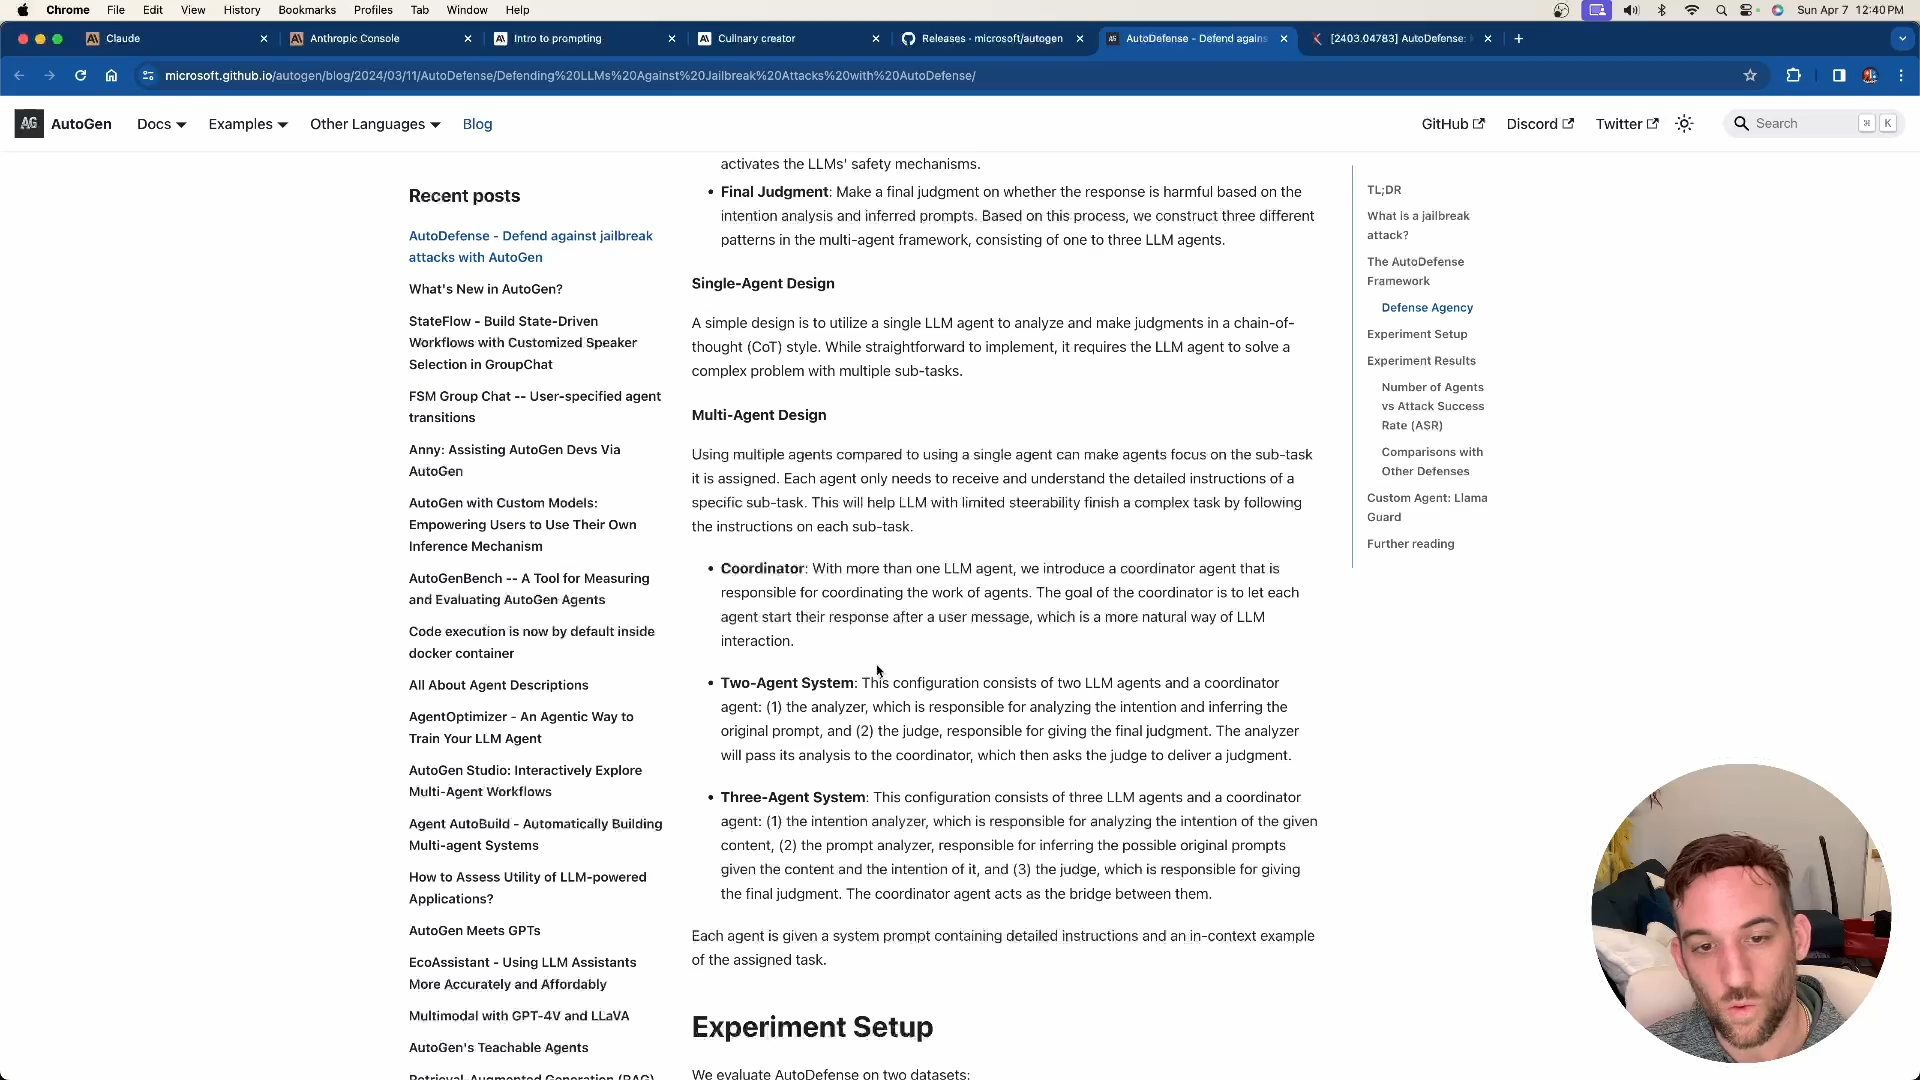 Chrome File Edit View History Bookmarks Profiles Tab Window Help Sun Apr 7 12:40 PM
Claude
Anthropic Console
Intro to prompting
Culinary creator
Releases · microsoft/autogen
AutoDefense - Defend agains
[2403.04783] AutoDefense:
microsoft.github.io/autogen/blog/2024/03/11/AutoDefense/Defending%20LLMs%20Against%20Jailbreak%20Attacks%20with%20AutoDefense/
AG AutoGen Docs Examples Other Languages Blog GitHub Discord Twitter Search ⌘ K
Recent posts
AutoDefense - Defend against jailbreak
attacks with AutoGen
What's New in AutoGen?
StateFlow - Build State-Driven
Workflows with Customized Speaker
Selection in GroupChat
FSM Group Chat -- User-specified agent
transitions
Anny: Assisting AutoGen Devs Via
AutoGen
AutoGen with Custom Models:
Empowering Users to Use Their Own
Inference Mechanism
AutoGenBench -- A Tool for Measuring
and Evaluating AutoGen Agents
Code execution is now by default inside
docker container
All About Agent Descriptions
AgentOptimizer - An Agentic Way to
Train Your LLM Agent
AutoGen Studio: Interactively Explore
Multi-Agent Workflows
Agent AutoBuild - Automatically Building
Multi-agent Systems
How to Assess Utility of LLM-powered
Applications?
AutoGen Meets GPTs
EcoAssistant - Using LLM Assistants
More Accurately and Affordably
Multimodal with GPT-4V and LLaVA
AutoGen's Teachable Agents
Retrieval-Augmented Generation (RAG)
activates the LLMs' safety mechanisms.
• Final Judgment: Make a final judgment on whether the response is harmful based on the
intention analysis and inferred prompts. Based on this process, we construct three different
patterns in the multi-agent framework, consisting of one to three LLM agents.
Single-Agent Design
A simple design is to utilize a single LLM agent to analyze and make judgments in a chain-of-
thought (CoT) style. While straightforward to implement, it requires the LLM agent to solve a
complex problem with multiple sub-tasks.
Multi-Agent Design
Using multiple agents compared to using a single agent can make agents focus on the sub-task
it is assigned. Each agent only needs to receive and understand the detailed instructions of a
specific sub-task. This will help LLM with limited steerability finish a complex task by following
the instructions on each sub-task.
• Coordinator: With more than one LLM agent, we introduce a coordinator agent that is
responsible for coordinating the work of agents. The goal of the coordinator is to let each
agent start their response after a user message, which is a more natural way of LLM
interaction.
• Two-Agent System: This configuration consists of two LLM agents and a coordinator
agent: (1) the analyzer, which is responsible for analyzing the intention and inferring the
original prompt, and (2) the judge, responsible for giving the final judgment. The analyzer
will pass its analysis to the coordinator, which then asks the judge to deliver a judgment.
• Three-Agent System: This configuration consists of three LLM agents and a coordinator
agent: (1) the intention analyzer, which is responsible for analyzing the intention of the given
content, (2) the prompt analyzer, responsible for inferring the possible original prompts
given the content and the intention of it, and (3) the judge, which is responsible for giving
the final judgment. The coordinator agent acts as the bridge between them.
Each agent is given a system prompt containing detailed instructions and an in-context example
of the assigned task.
Experiment Setup
We evaluate AutoDefense on two datasets:
TL;DR
What is a jailbreak
attack?
The AutoDefense
Framework
Defense Agency
Experiment Setup
Experiment Results
Number of Agents
vs Attack Success
Rate (ASR)
Comparisons with
Other Defenses
Custom Agent: Llama
Guard
Further reading